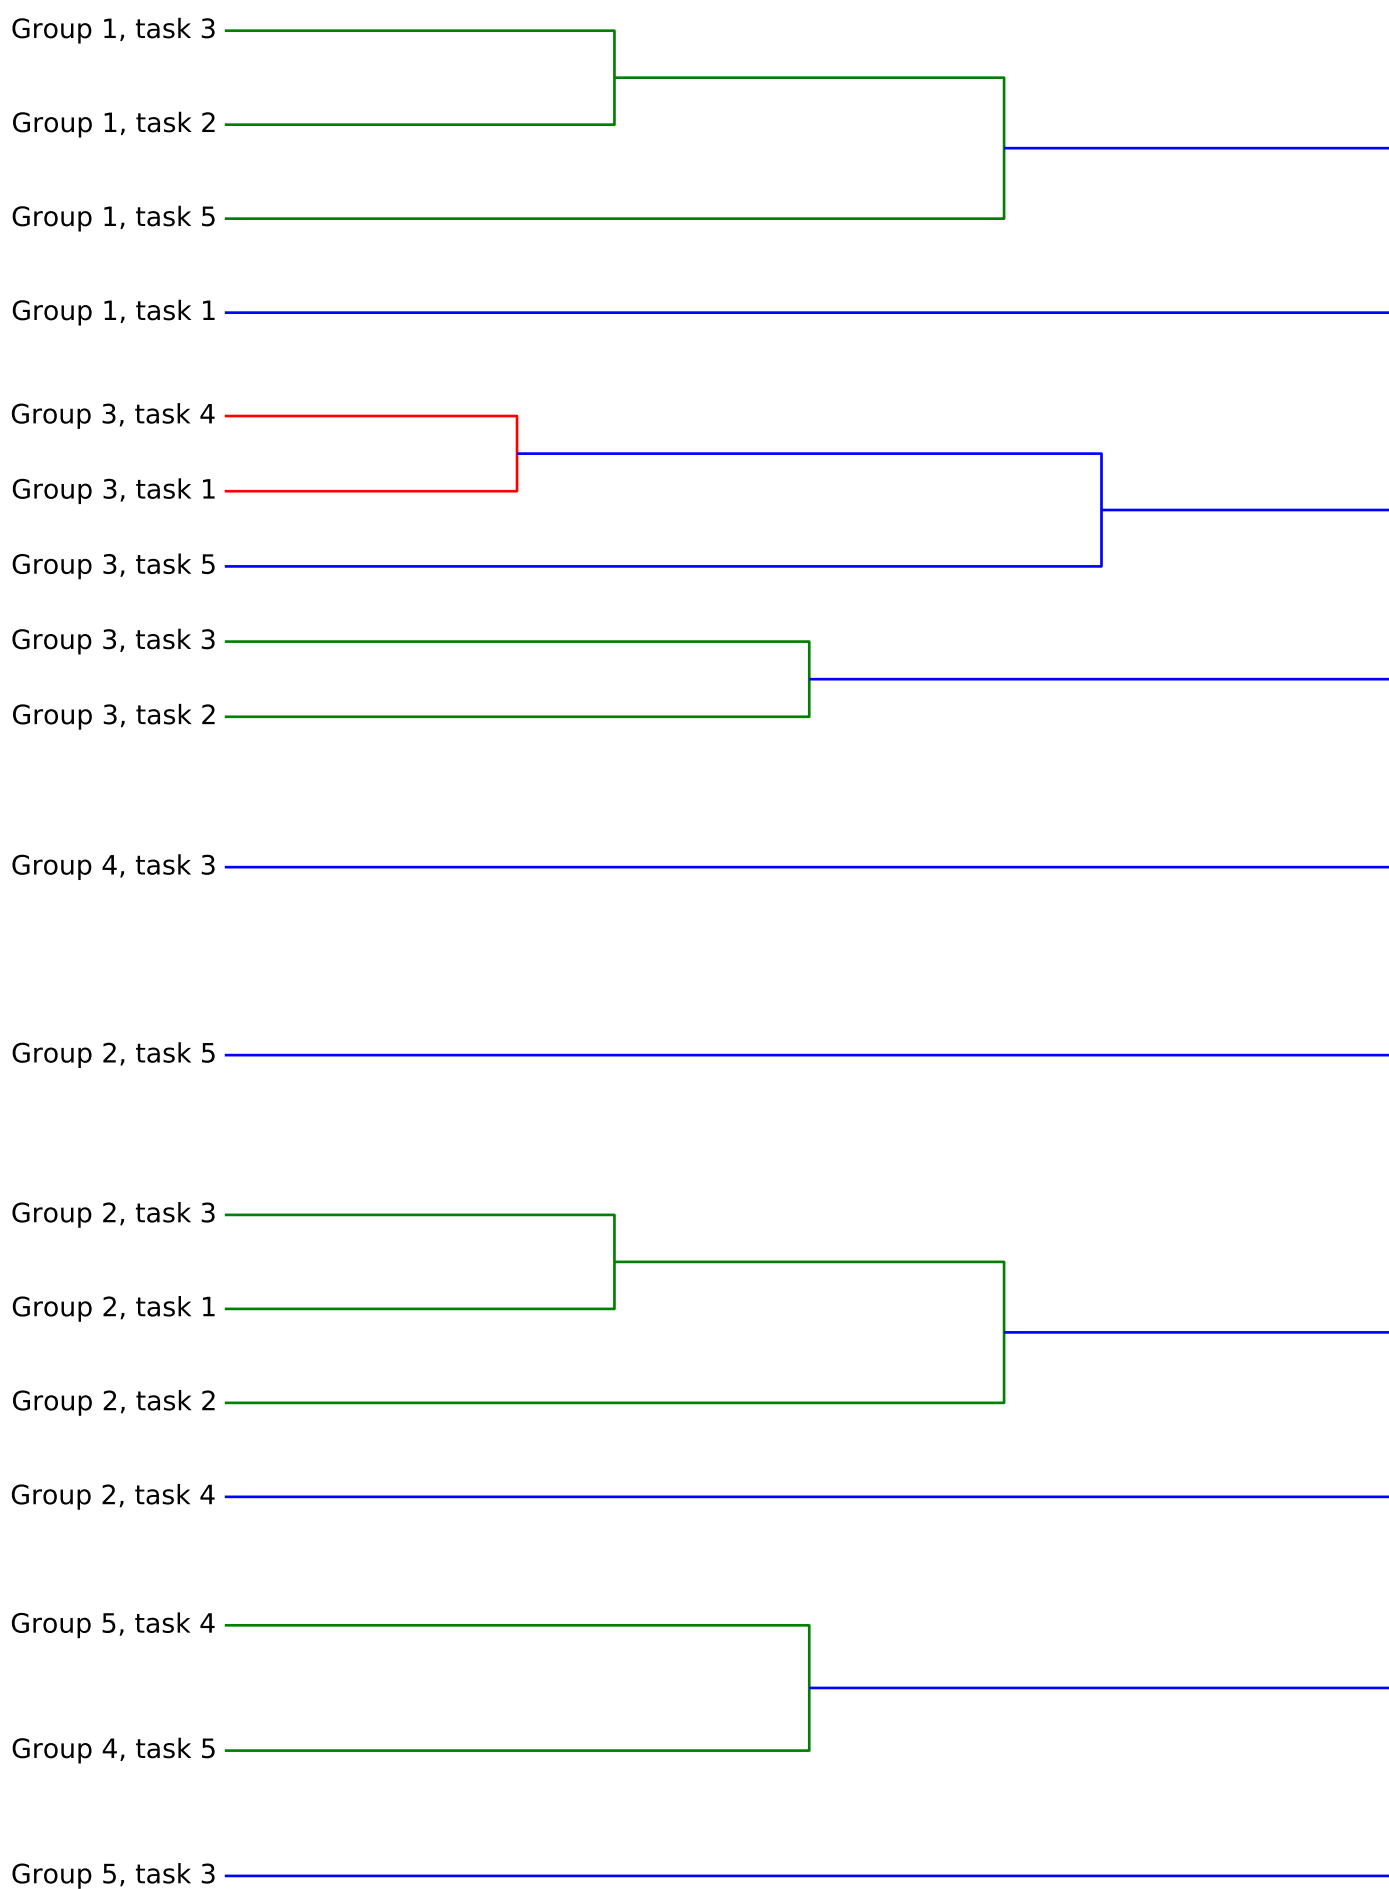 Group 1, task 3
Group 1, task 2
Group 1, task 5
Group 1, task 1
Group 3, task 4
Group 3, task 1
Group 3, task 5
Group 3, task 3
Group 3, task 2
Group 4, task 3
Group 2, task 5
Group 2, task 3
Group 2, task 1
Group 2, task 2
Group 2, task 4
Group 5, task 4
Group 4, task 5
Group 5, task 3